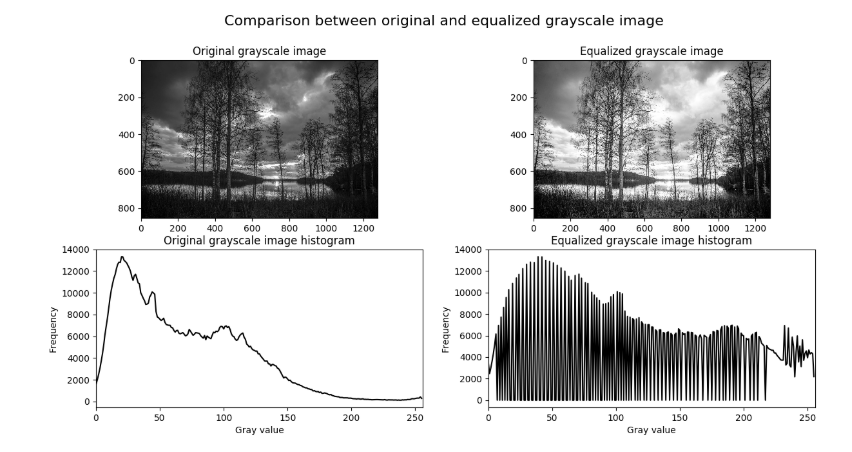 Comparison between original and equalized grayscale image
Original grayscale image
0
200
400
600
800
0 200 400 600 800 1000 1200
Equalized grayscale image
0
200
400
600
800
0 200 400 600 800 1000 1200
Original grayscale image histogram
14000
12000
10000
8000
6000
4000
2000
0
Frequency
0 50 100 150 200 250
Gray value
Equalized grayscale image histogram
14000
12000
10000
8000
6000
4000
2000
0
Frequency
0 50 100 150 200 250
Gray value